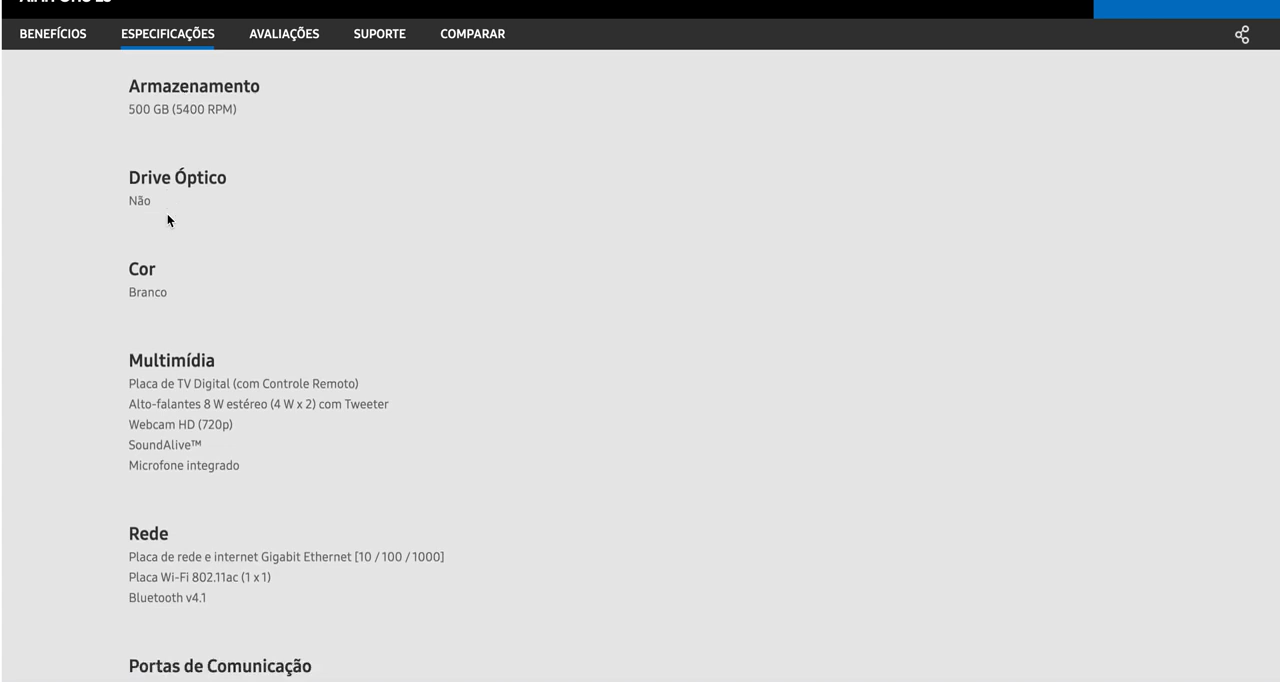 BENEFÍCIOS ESPECIFICAÇÕES AVALIAÇÕES SUPORTE COMPARAR
Armazenamento
500 GB (5400 RPM)
Drive Óptico
Não
Cor
Branco
Multimídia
Placa de TV Digital (com Controle Remoto)
Alto-falantes 8 W estéreo (4 W x 2) com Tweeter
Webcam HD (720p)
SoundAlive™
Microfone integrado
Rede
Placa de rede e internet Gigabit Ethernet [10 / 100 / 1000]
Placa Wi-Fi 802.11ac (1 x 1)
Bluetooth v4.1
Portas de Comunicação